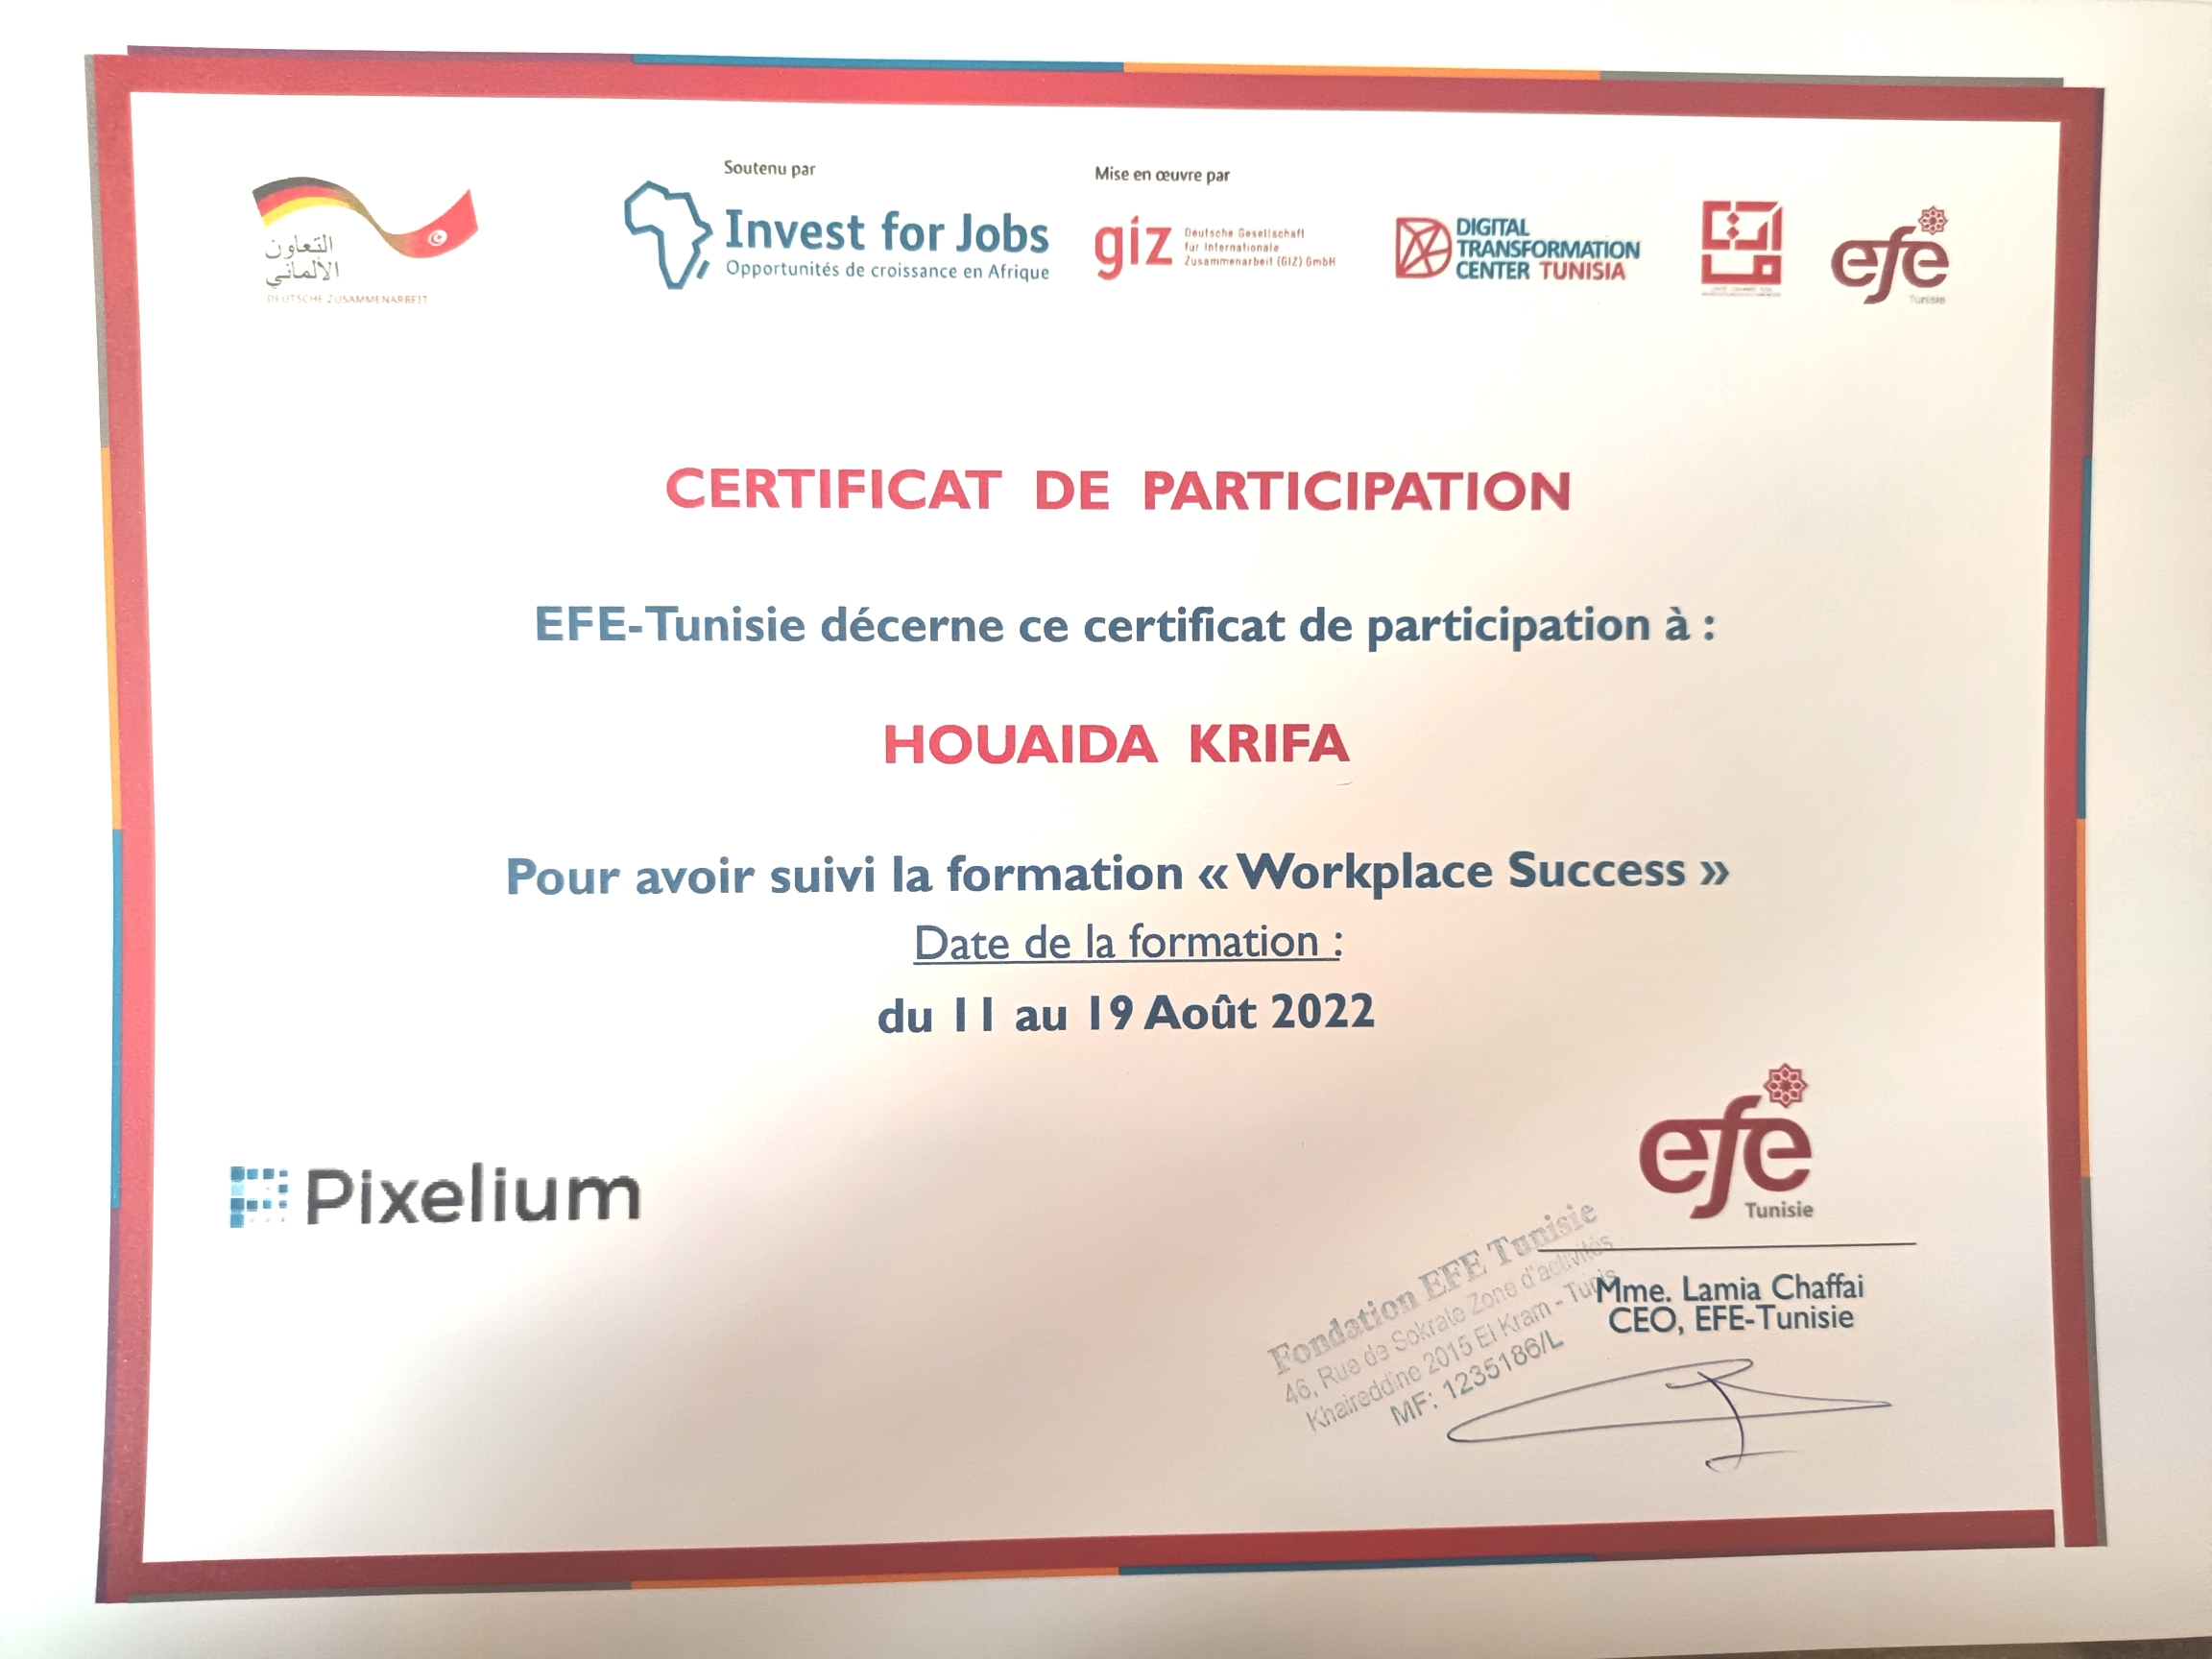 التعاون
الألماني
DEUTSCHE ZUSAMMENARBEIT
Soutenu par
Invest for Jobs
Opportunités de croissance en Afrique
Mise en œuvre par
giz
Deutsche Gesellschaft
für Internationale
Zusammenarbeit (GIZ) GmbH
DIGITAL
TRANSFORMATION
CENTER TUNISIA
efe
Tunisie
CERTIFICAT DE PARTICIPATION
EFE-Tunisie décerne ce certificat de participation à :
HOUAIDA KRIFA
Pour avoir suivi la formation « Workplace Success »
Date de la formation :
du 11 au 19 Août 2022
Pixelium
efe
Tunisie
Fondation EFE Tunisie
46, Rue de Sokrate Zone d'activités
Khaireddine 2015 El Kram - Tunis
MF: 1235186/L
Mme. Lamia Chaffai
CEO, EFE-Tunisie